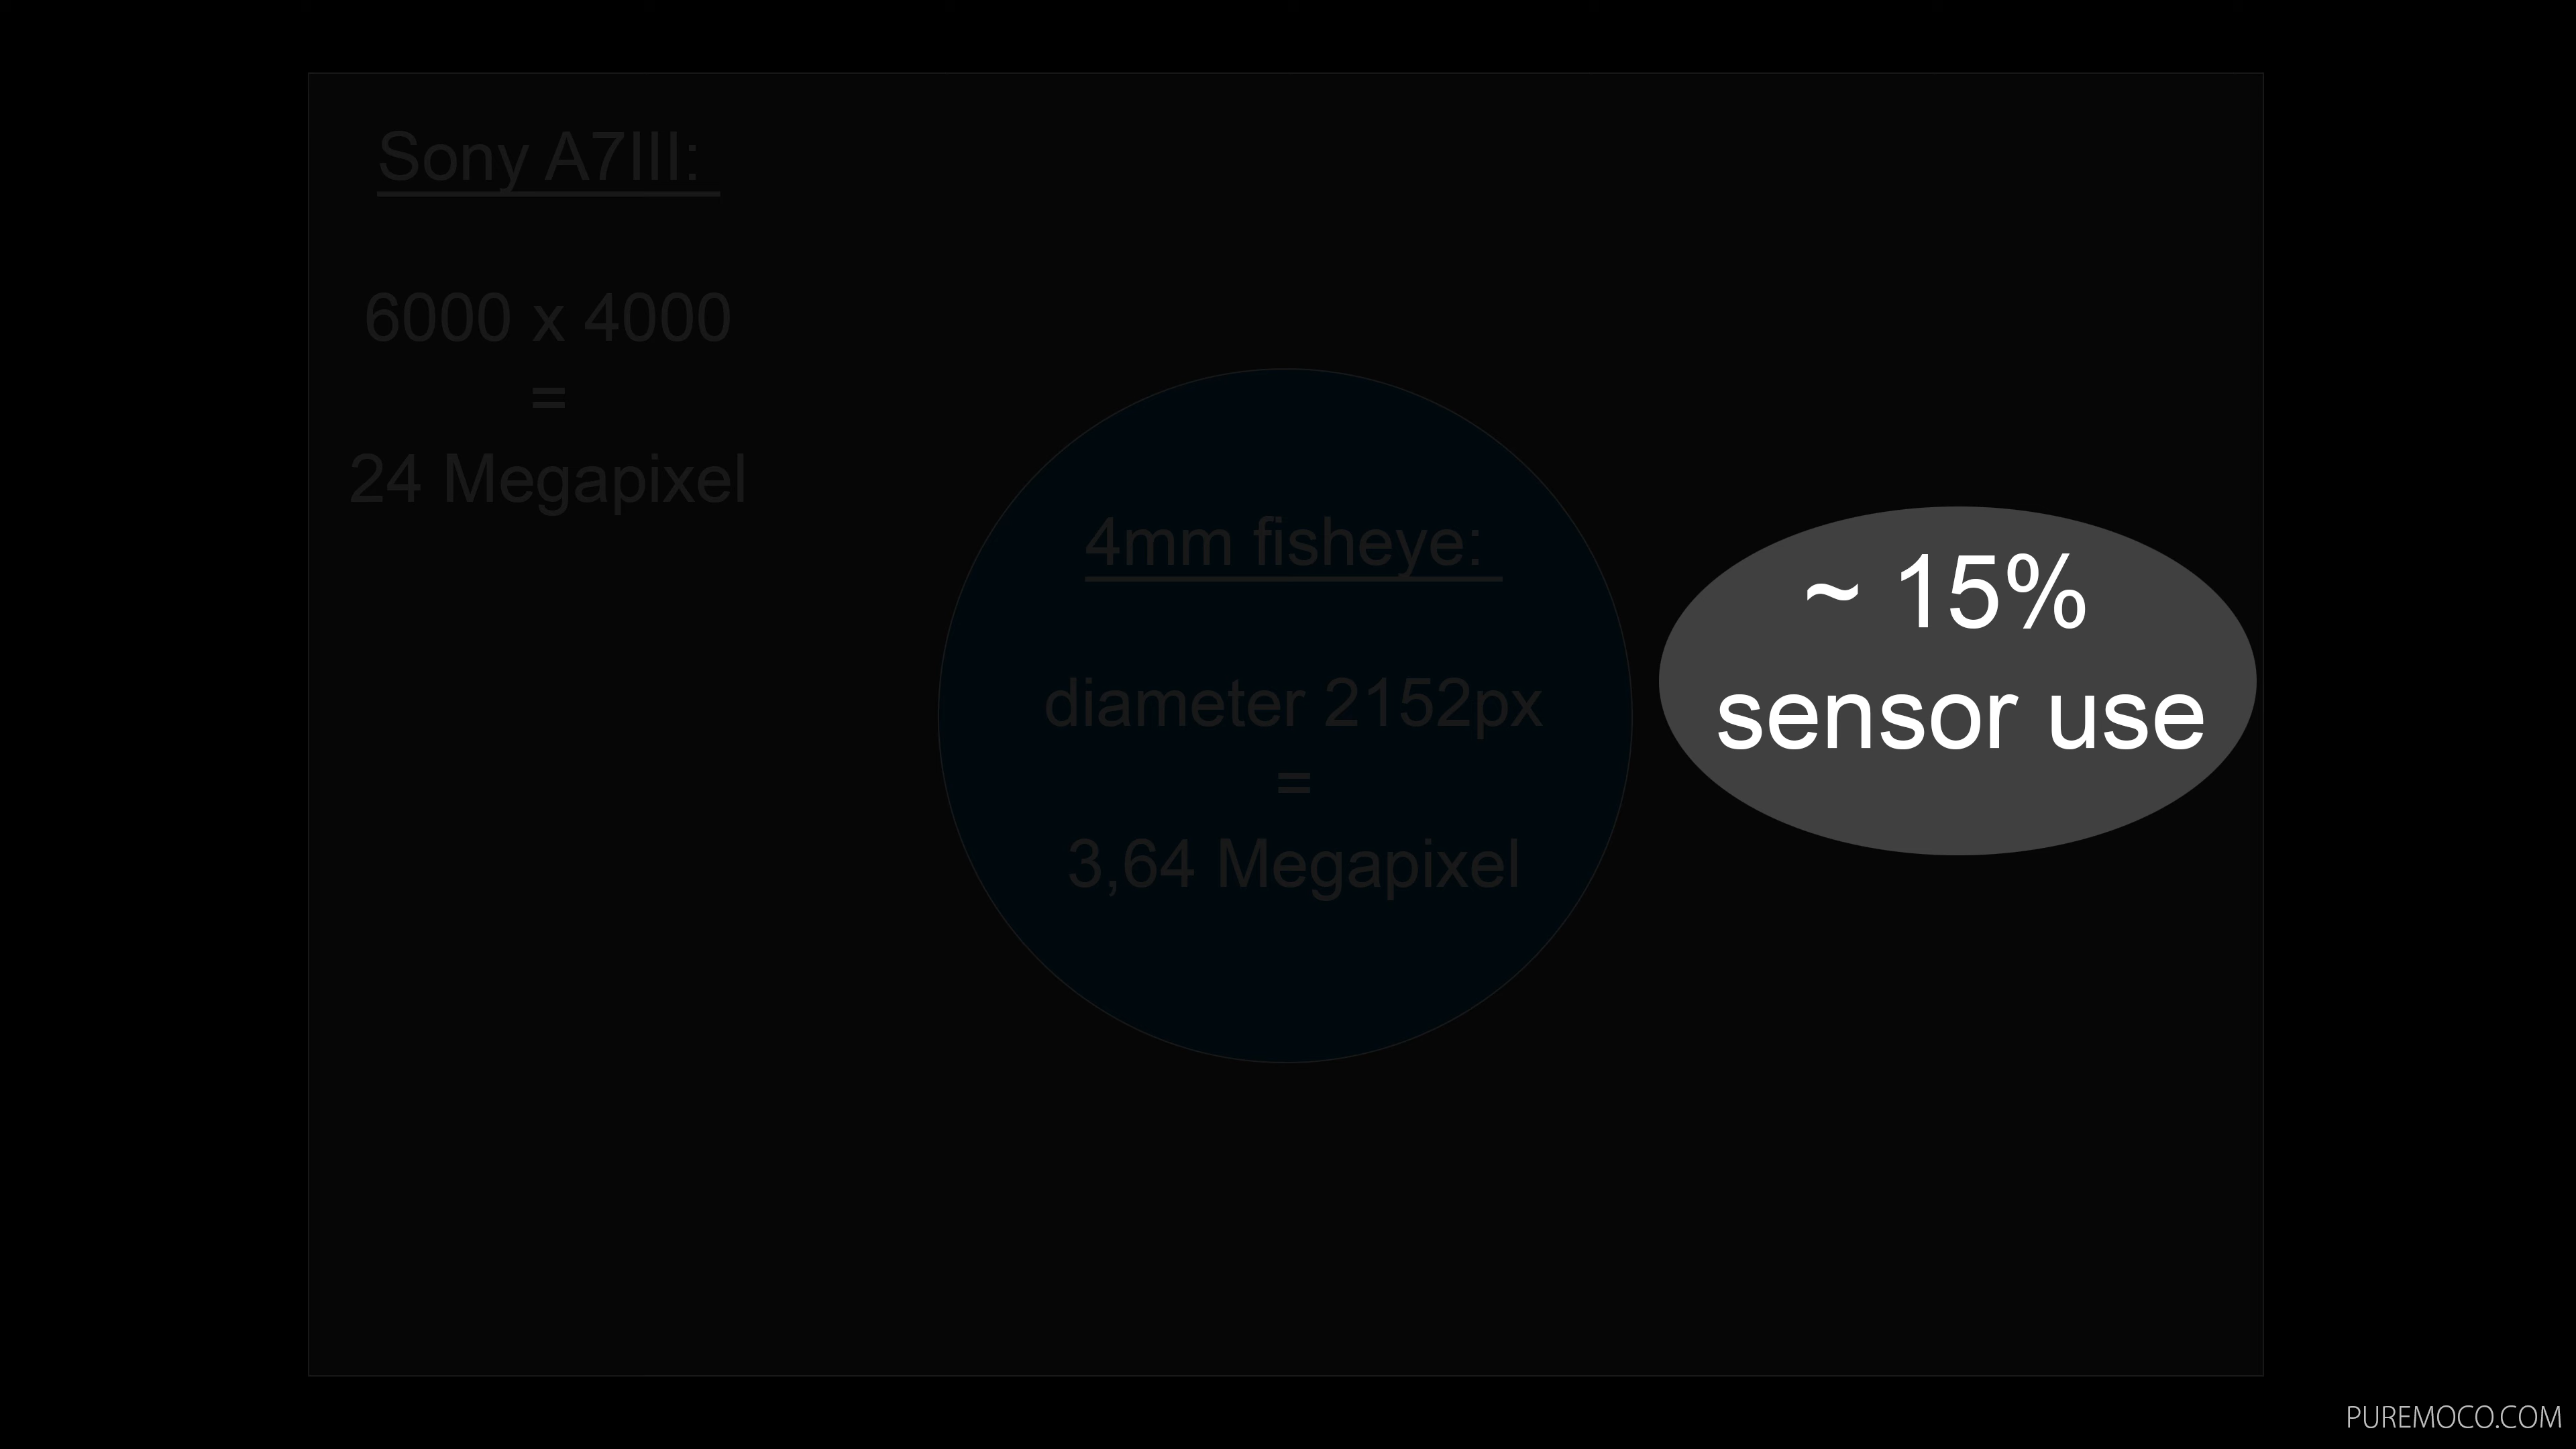 Sony A7III:
6000 x 4000
=
24 Megapixel
4mm fisheye:
diameter 2152px
=
3,64 Megapixel
~ 15%
sensor use
PUREMOCO.COM